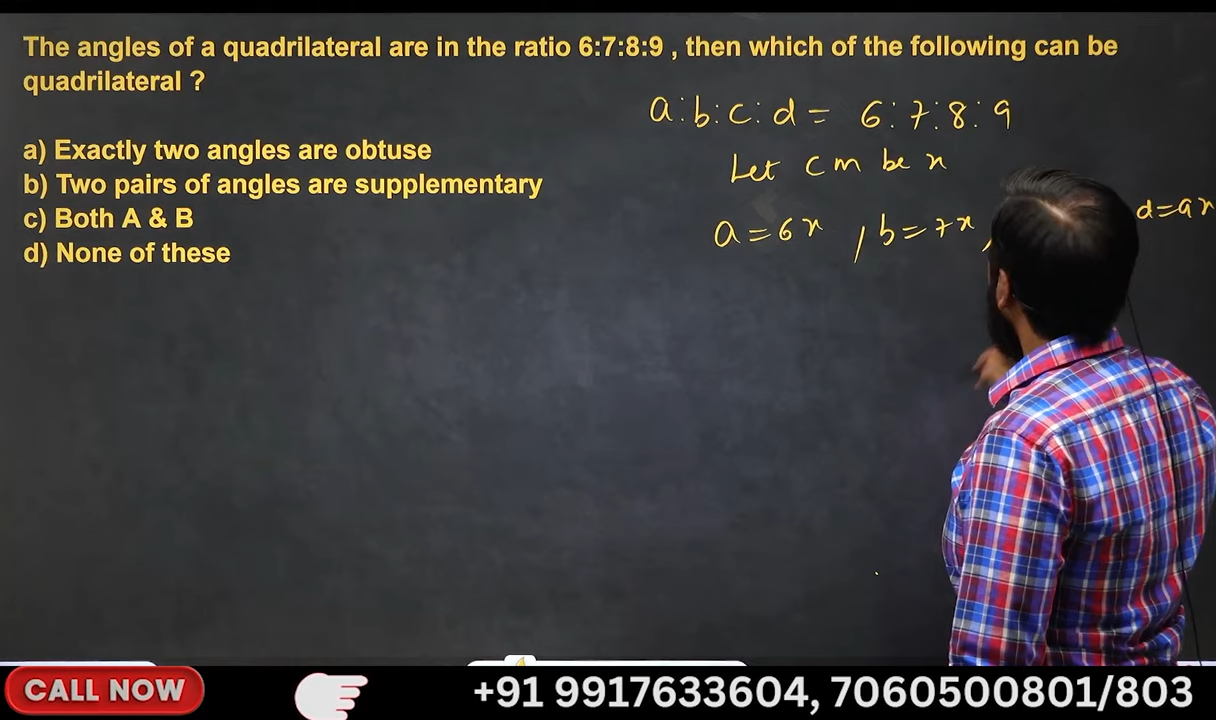 The angles of a quadrilateral are in the ratio 6:7:8:9 , then which of the following can be
quadrilateral ?
a) Exactly two angles are obtuse
b) Two pairs of angles are supplementary
c) Both A & B
d) None of these
a:b:c:d = 6:7:8:9
Let c m be x
a=6x , b=7x, d=9x
CALL NOW +91 9917633604, 7060500801/803